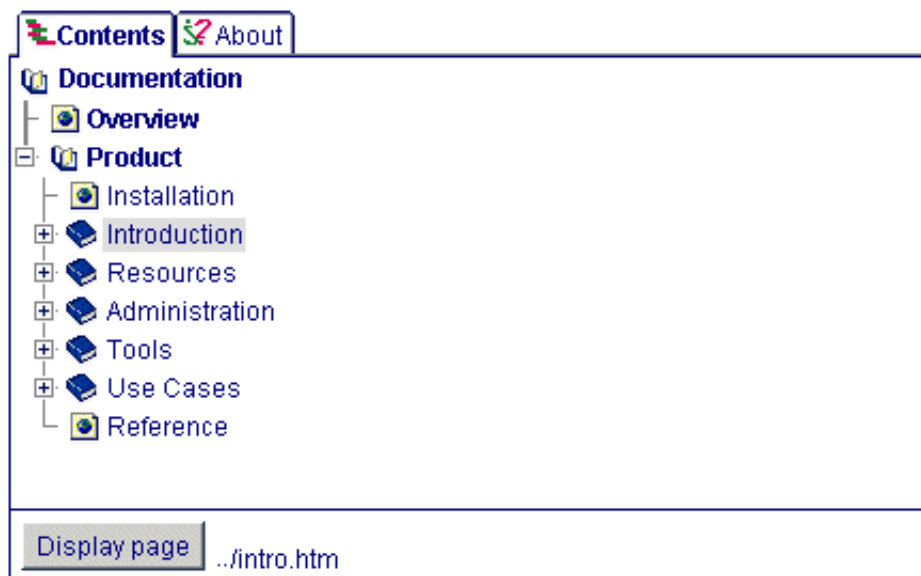 Contents About
Documentation
Overview
Product
Installation
Introduction
Resources
Administration
Tools
Use Cases
Reference
Display page ../intro.htm